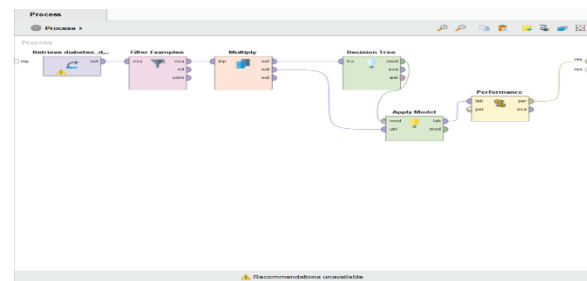 Process
Process
Process
Retrieve diabetes_d...
Filter Examples
Multiply
Decision Tree
inp
out
exa
exa
ori
unm
inp
out
out
out
tra
mod
exa
wei
Apply Model
mod
lab
unl
mod
Performance
lab
per
per
exa
res
res
Recommendations unavailable